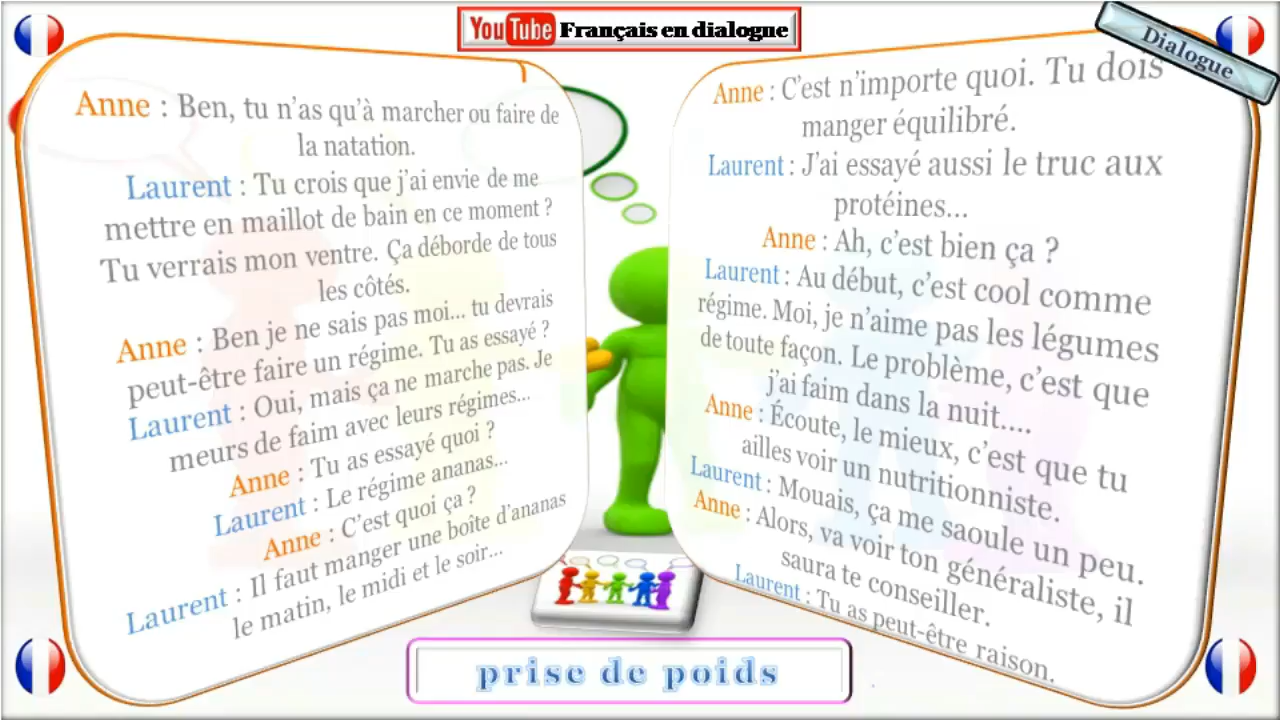 YouTube Français en dialogue
Dialogue
Anne : Ben, tu n'as qu'à marcher ou faire de
la natation.
Laurent : Tu crois que j'ai envie de me
mettre en maillot de bain en ce moment ?
Tu verrais mon ventre. Ça déborde de tous
les côtés.
Anne : Ben je ne sais pas moi... tu devrais
peut-être faire un régime. Tu as essayé ?
Laurent : Oui, mais ça ne marche pas. Je
meurs de faim avec leurs régimes...
Anne : Tu as essayé quoi ?
Laurent : Le régime ananas...
Anne : C'est quoi ça ?
Laurent : Il faut manger une boîte d'ananas
le matin, le midi et le soir...
Anne : C'est n'importe quoi. Tu dois
manger équilibré.
Laurent : J'ai essayé aussi le truc aux
protéines...
Anne : Ah, c'est bien ça ?
Laurent : Au début, c'est cool comme
régime. Moi, je n'aime pas les légumes
de toute façon. Le problème, c'est que
j'ai faim dans la nuit....
Anne : Écoute, le mieux, c'est que tu
ailles voir un nutritionniste.
Laurent : Mouais, ça me saoule un peu.
Anne : Alors, va voir ton généraliste, il
saura te conseiller.
Laurent : Tu as peut-être raison.
prise de poids